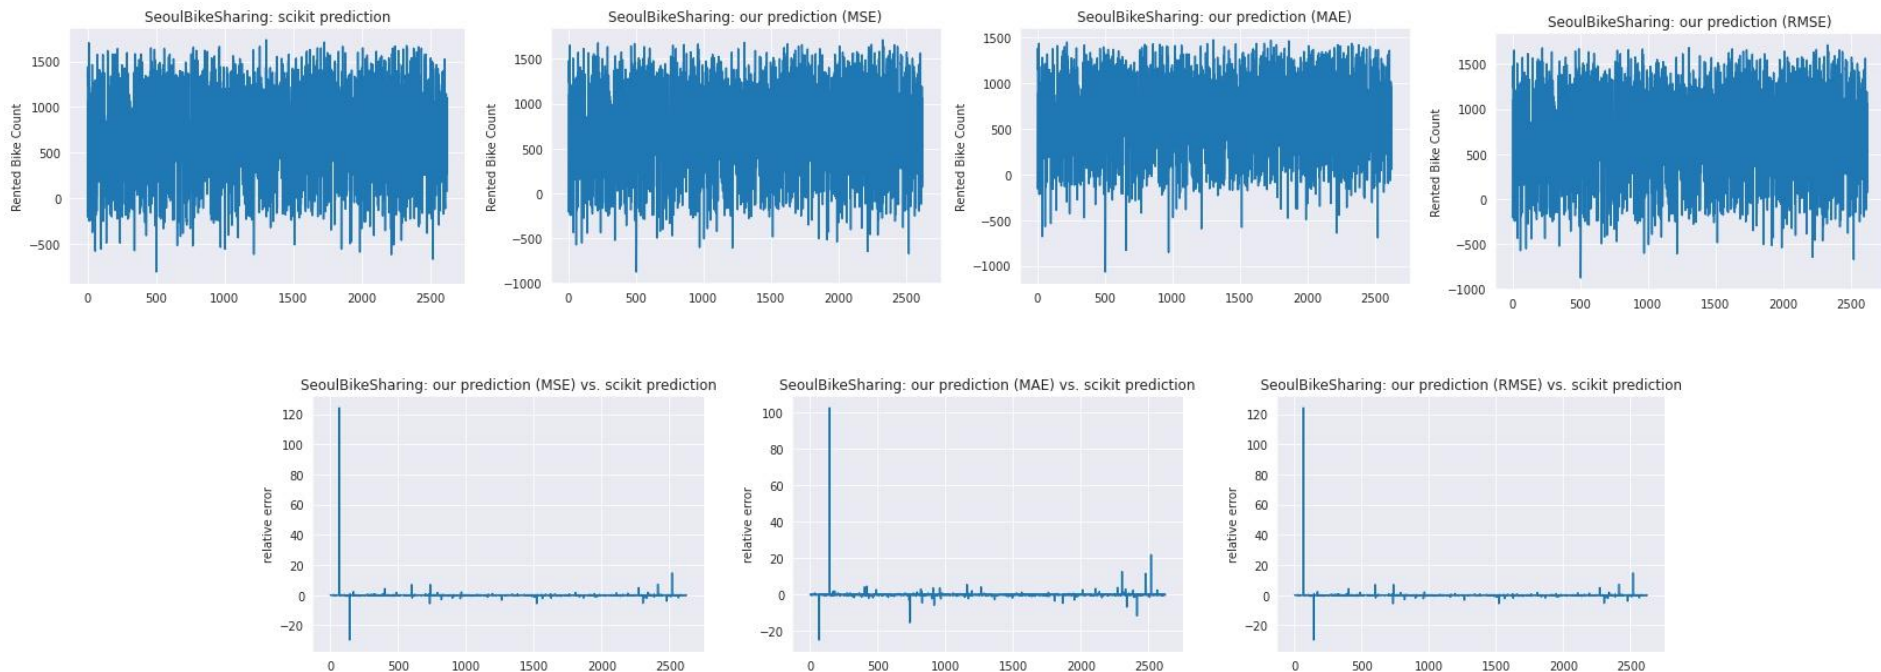 SeoulBikeSharing: scikit prediction
Rented Bike Count
1500
1000
500
0
−500
0 500 1000 1500 2000 2500
SeoulBikeSharing: our prediction (MSE)
Rented Bike Count
1500
1000
500
0
−500
−1000
0 500 1000 1500 2000 2500
SeoulBikeSharing: our prediction (MAE)
Rented Bike Count
1500
1000
500
0
−500
−1000
0 500 1000 1500 2000 2500
SeoulBikeSharing: our prediction (RMSE)
Rented Bike Count
1500
1000
500
0
−500
−1000
0 500 1000 1500 2000 2500
SeoulBikeSharing: our prediction (MSE) vs. scikit prediction
relative error
120
100
80
60
40
20
0
−20
0 500 1000 1500 2000 2500
SeoulBikeSharing: our prediction (MAE) vs. scikit prediction
relative error
100
80
60
40
20
0
−20
0 500 1000 1500 2000 2500
SeoulBikeSharing: our prediction (RMSE) vs. scikit prediction
relative error
120
100
80
60
40
20
0
−20
0 500 1000 1500 2000 2500